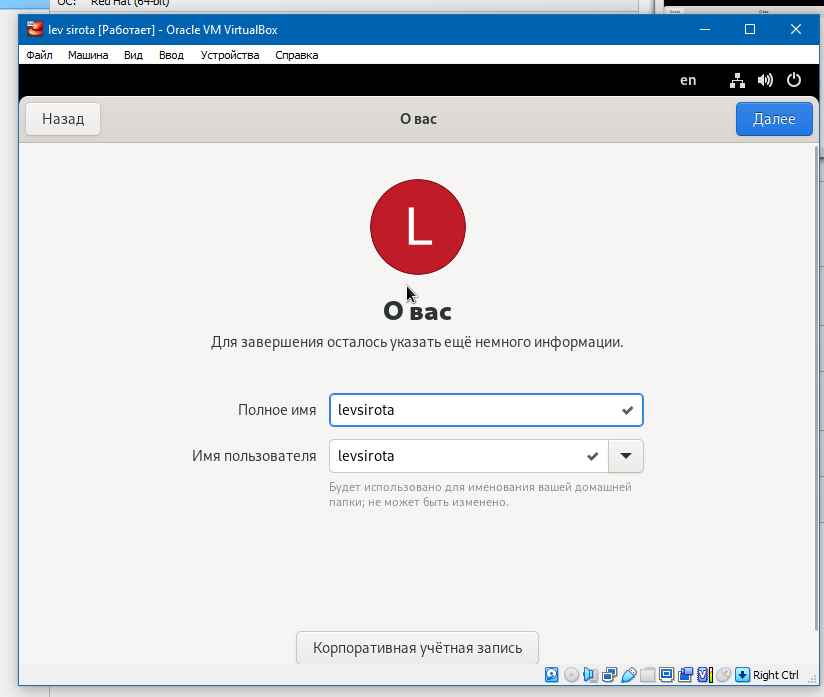 ОС: Red Hat (64-bit)
lev sirota [Работает] - Oracle VM VirtualBox
Файл Машина Вид Ввод Устройства Справка
en
Назад О вас Далее
L
О вас
Для завершения осталось указать ещё немного информации.
Полное имя levsirota
Имя пользователя levsirota
Будет использовано для именования вашей домашней
папки; не может быть изменено.
Корпоративная учётная запись
Right Ctrl